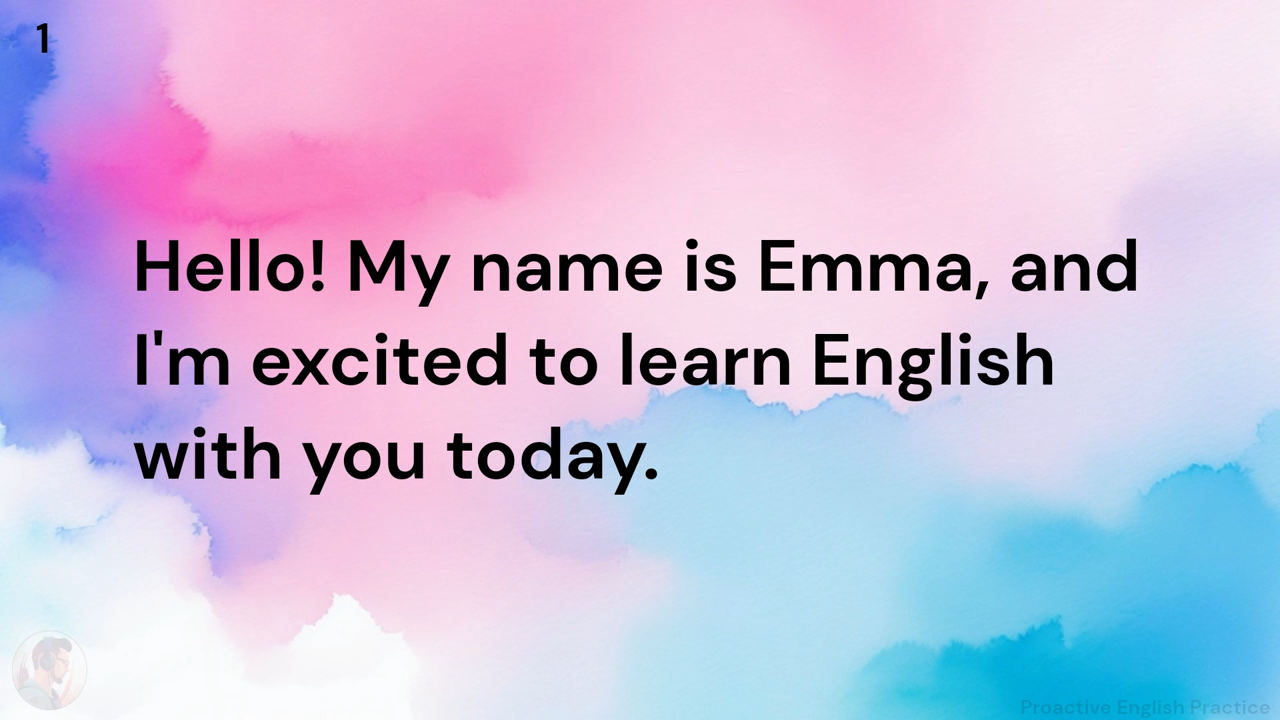 1
Hello! My name is Emma, and
I'm excited to learn English
with you today.
Proactive English Practice